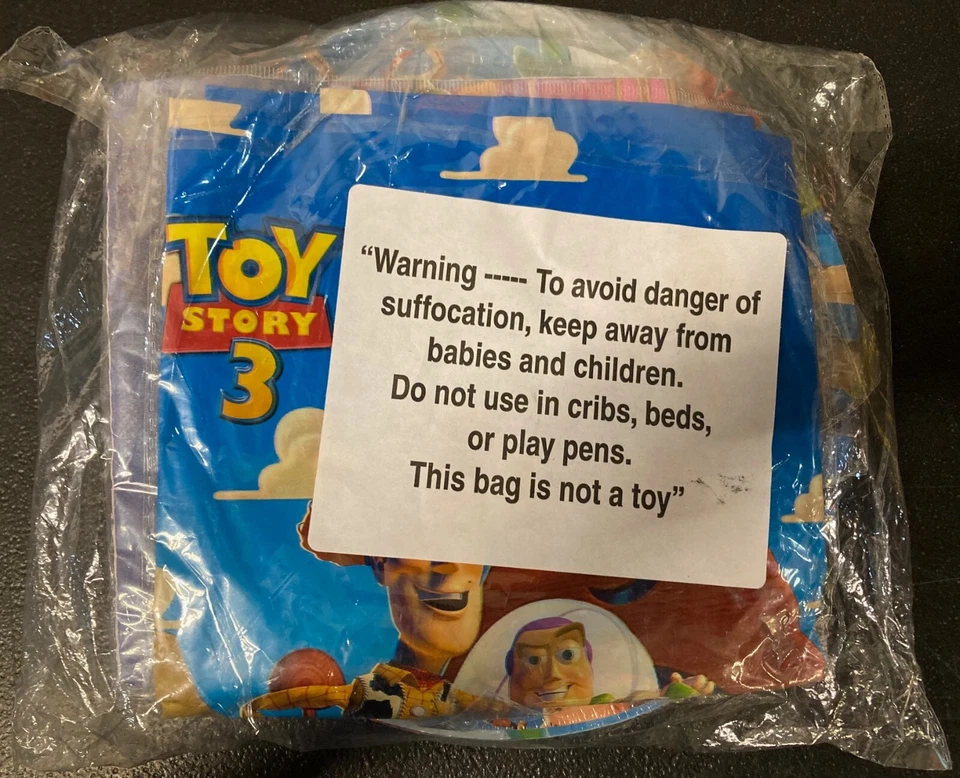 TOY
STORY
3
“Warning ----- To avoid danger of
suffocation, keep away from
babies and children.
Do not use in cribs, beds,
or play pens.
This bag is not a toy”